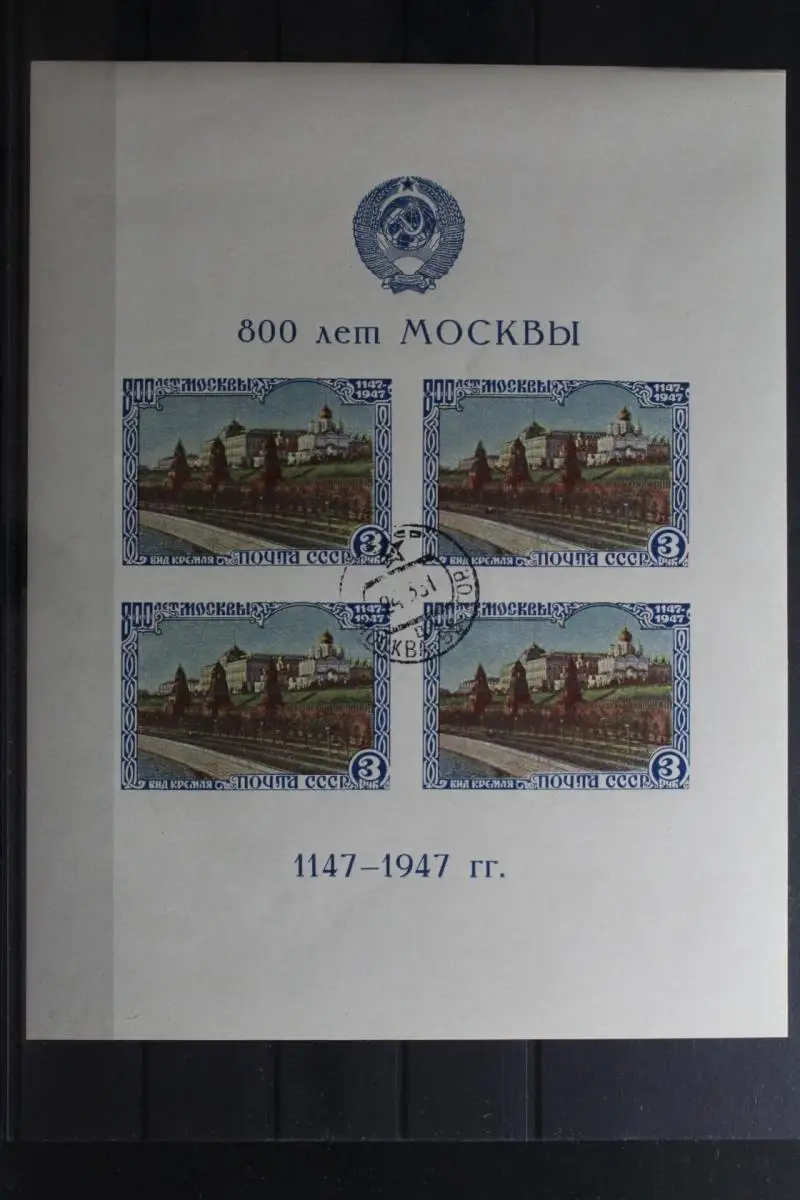 800 лет МОСКВЫ
800 ЛЕТ МОСКВЫ 1147-1947
ВИД КРЕМЛЯ ПОЧТА СССР 3 РУБ
800 ЛЕТ МОСКВЫ 1147-1947
ВИД КРЕМЛЯ ПОЧТА СССР 3 РУБ
МОСКВА
800 ЛЕТ МОСКВЫ 1147-1947
ВИД КРЕМЛЯ ПОЧТА СССР 3 РУБ
800 ЛЕТ МОСКВЫ 1147-1947
ВИД КРЕМЛЯ ПОЧТА СССР 3 РУБ
1147–1947 гг.